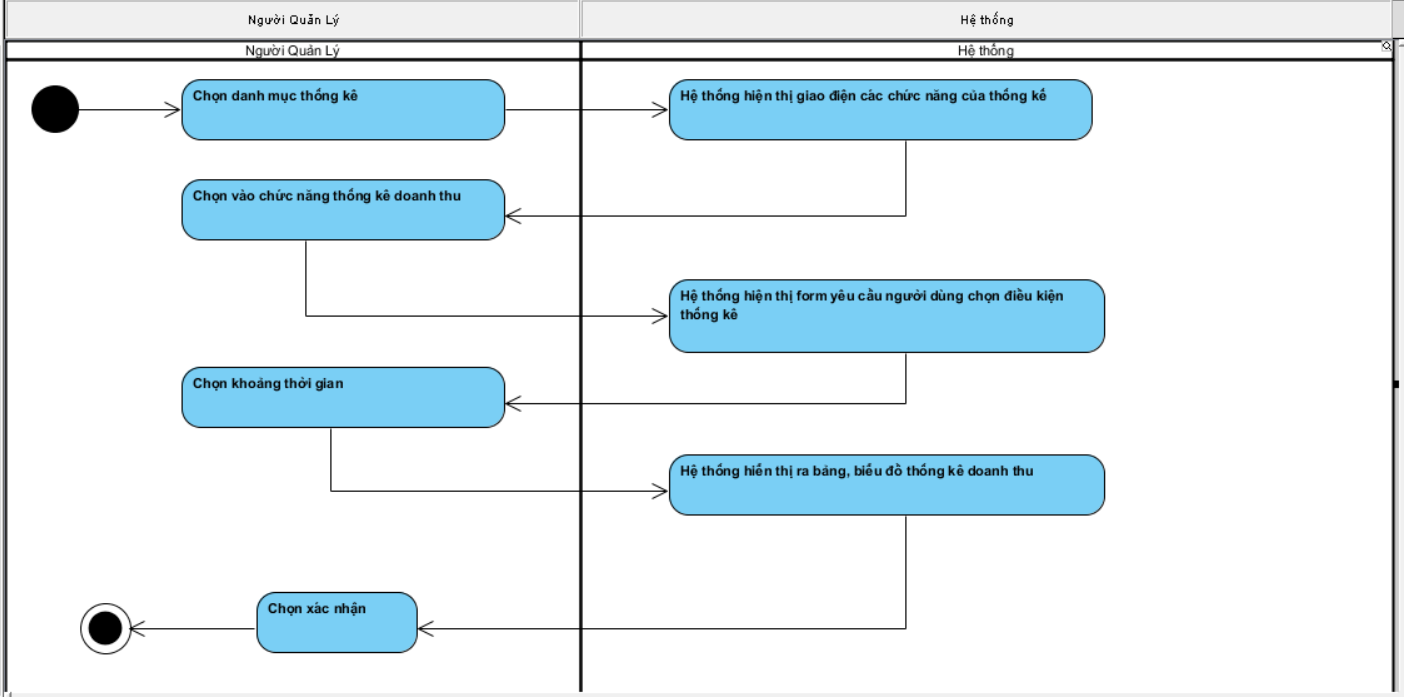 Người Quản Lý
Hệ thống
Người Quản Lý
Hệ thống
Chọn danh mục thống kê
Hệ thống hiện thị giao điện các chức năng của thống kê
Chọn vào chức năng thống kê doanh thu
Hệ thống hiện thị form yêu cầu người dùng chọn điều kiện
thống kê
Chọn khoảng thời gian
Hệ thống hiển thị ra bảng, biểu đồ thống kê doanh thu
Chọn xác nhận